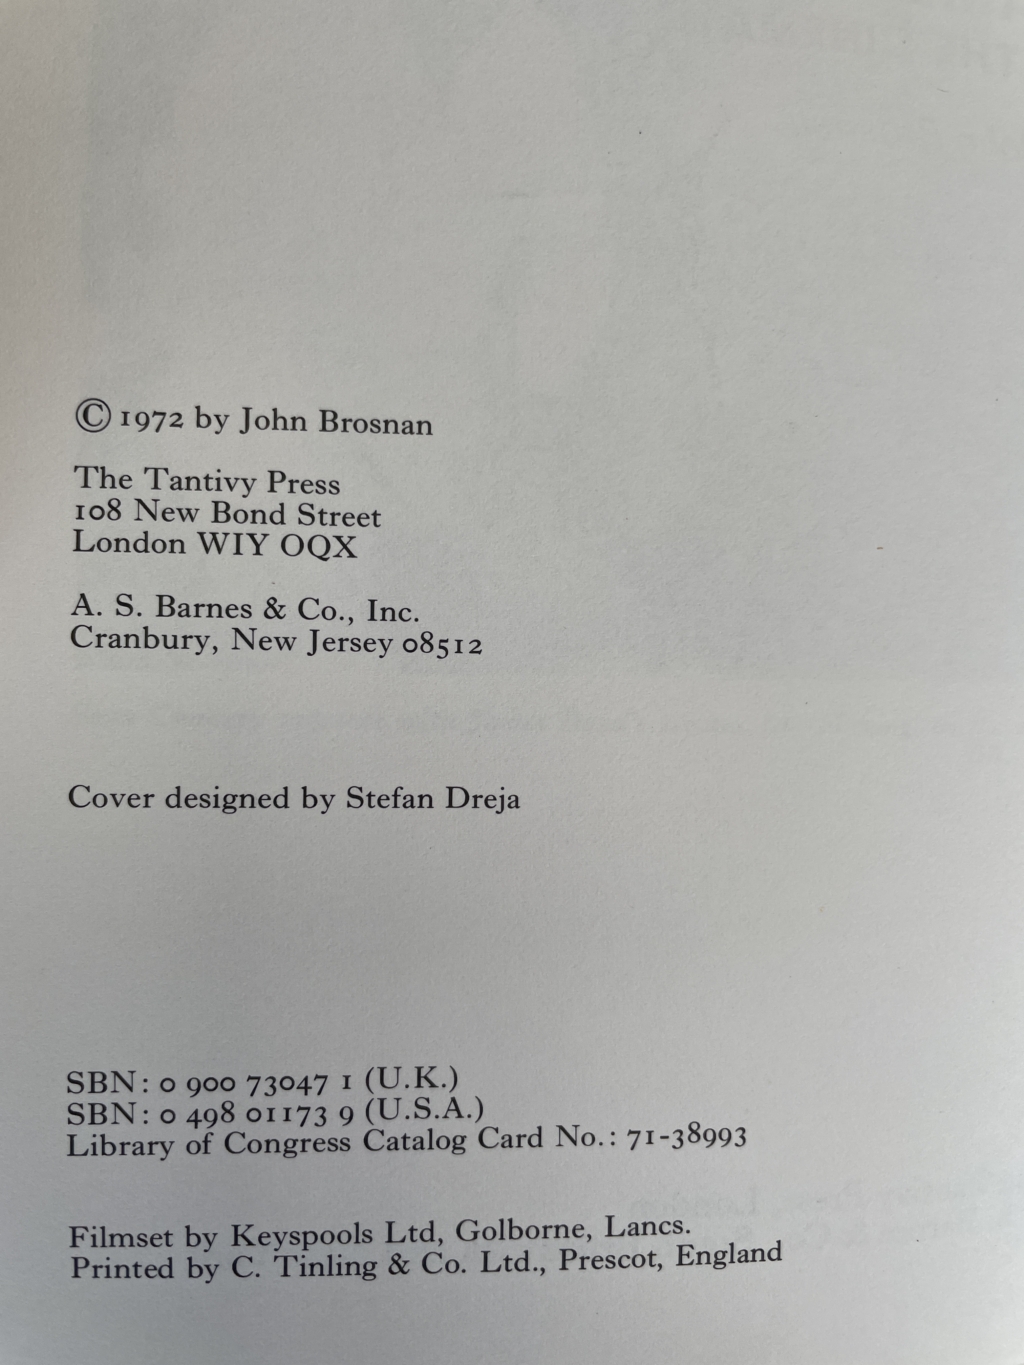 © 1972 by John Brosnan
The Tantivy Press
108 New Bond Street
London WIY OQX
A. S. Barnes & Co., Inc.
Cranbury, New Jersey 08512
Cover designed by Stefan Dreja
SBN: 0 900 73047 1 (U.K.)
SBN: 0 498 01173 9 (U.S.A.)
Library of Congress Catalog Card No.: 71-38993
Filmset by Keyspools Ltd, Golborne, Lancs.
Printed by C. Tinling & Co. Ltd., Prescot, England